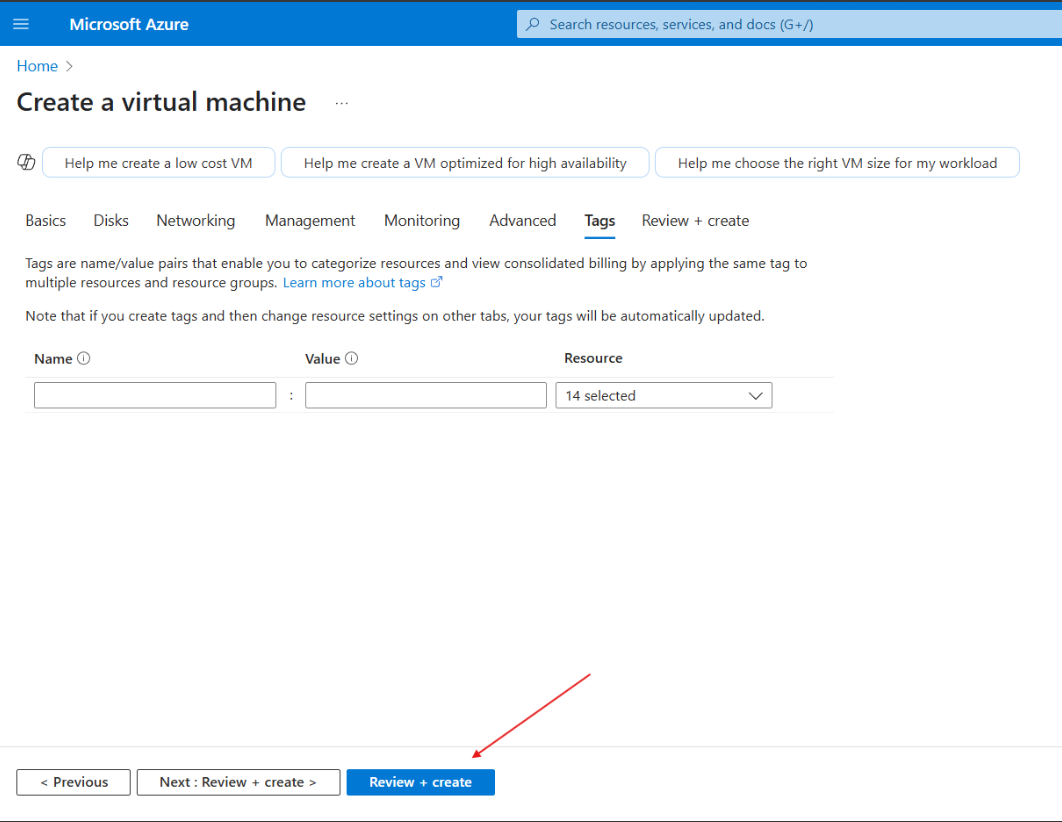 Microsoft Azure
Search resources, services, and docs (G+/)
Home >
Create a virtual machine ...
Help me create a low cost VM
Help me create a VM optimized for high availability
Help me choose the right VM size for my workload
Basics Disks Networking Management Monitoring Advanced Tags Review + create
Tags are name/value pairs that enable you to categorize resources and view consolidated billing by applying the same tag to
multiple resources and resource groups. Learn more about tags
Note that if you create tags and then change resource settings on other tabs, your tags will be automatically updated.
Name Value Resource
: 14 selected
< Previous
Next : Review + create >
Review + create